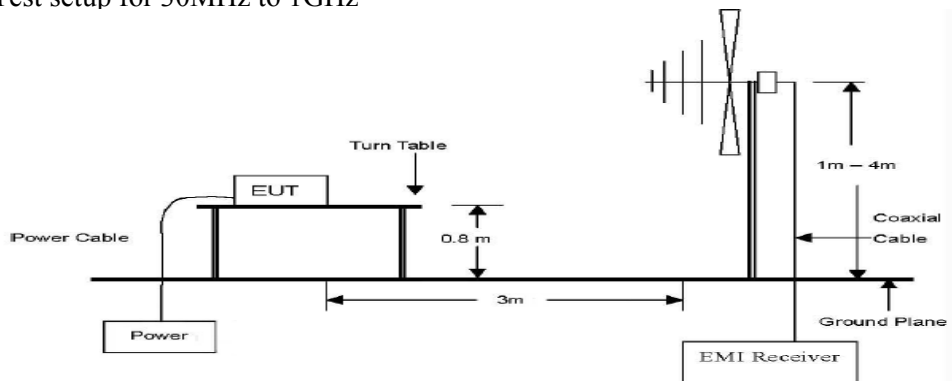 Test setup for 30MHz to 1GHz
Turn Table
EUT
1m – 4m
Power Cable
0.8 m
Coaxial
Cable
3m
Ground Plane
Power
EMI Receiver